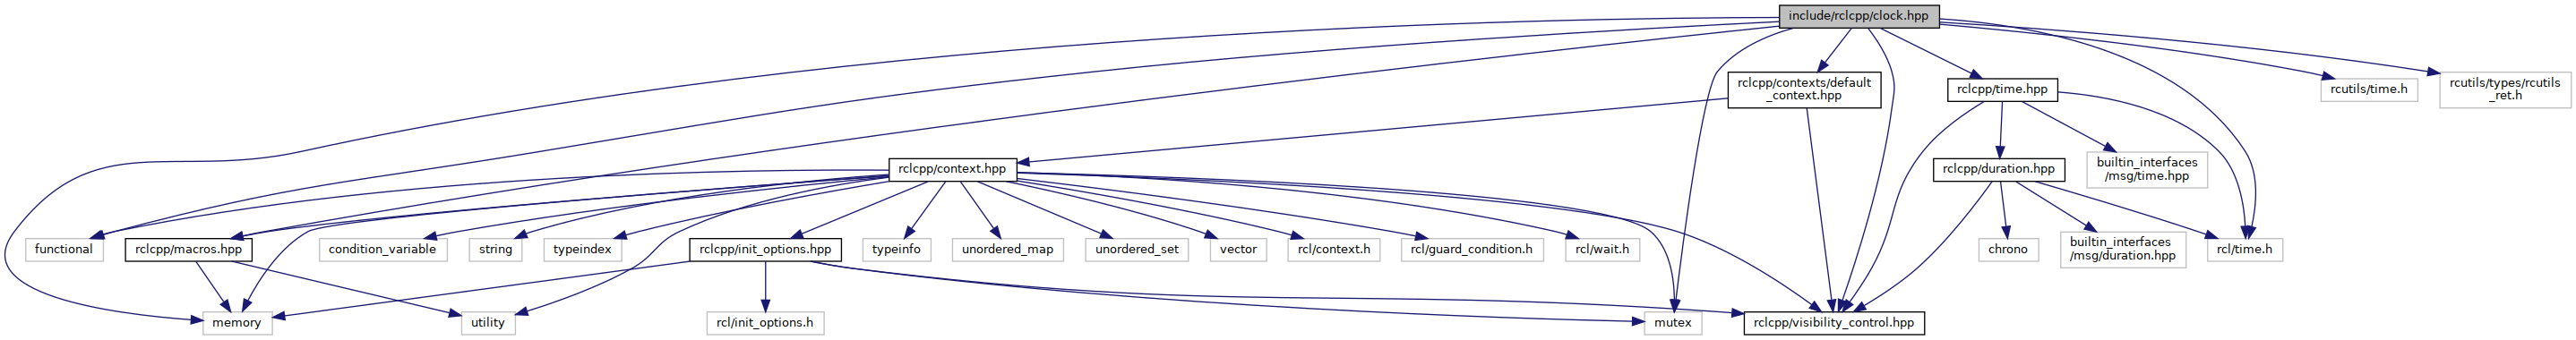 include/rclcpp/clock.hpp
rclcpp/contexts/default
_context.hpp
rclcpp/time.hpp
rcutils/time.h
rcutils/types/rcutils
_ret.h
rclcpp/context.hpp
rclcpp/duration.hpp
builtin_interfaces
/msg/time.hpp
functional
rclcpp/macros.hpp
condition_variable
string
typeindex
rclcpp/init_options.hpp
typeinfo
unordered_map
unordered_set
vector
rcl/context.h
rcl/guard_condition.h
rcl/wait.h
chrono
builtin_interfaces
/msg/duration.hpp
rcl/time.h
memory
utility
rcl/init_options.h
mutex
rclcpp/visibility_control.hpp